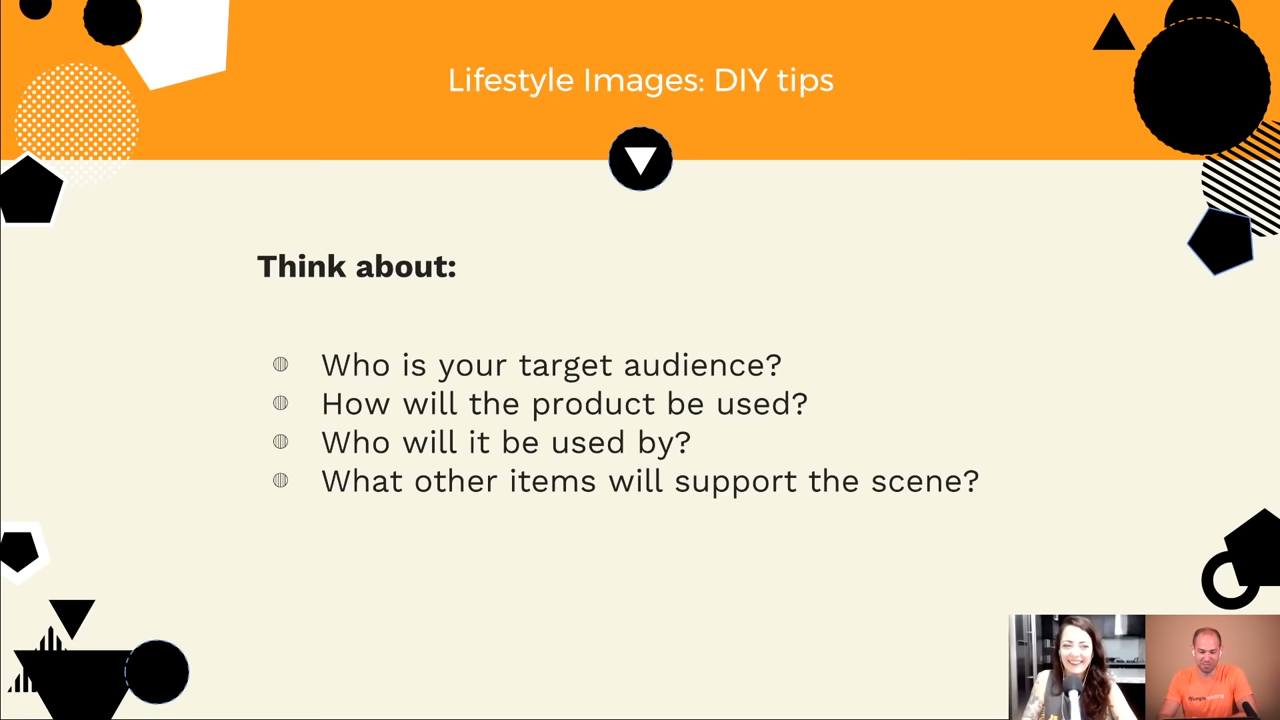 Lifestyle Images: DIY tips
Think about:
Who is your target audience?
How will the product be used?
Who will it be used by?
What other items will support the scene?